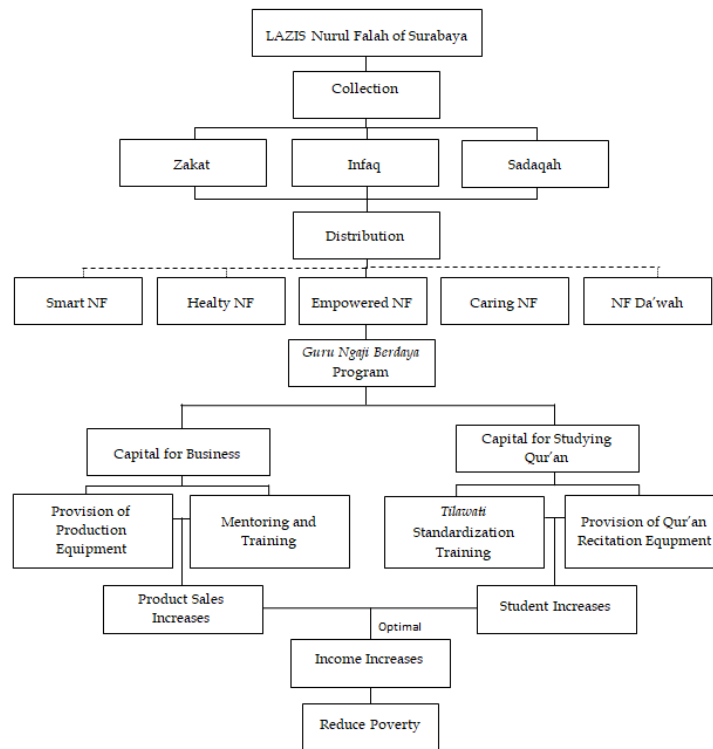 LAZIS Nurul Falah of Surabaya
Collection
Zakat
Infaq
Sadaqah
Distribution
Smart NF
Healty NF
Empowered NF
Caring NF
NF Da'wah
Guru Ngaji Berdaya
Program
Capital for Business
Capital for Studying
Qur'an
Provision of
Production
Equipment
Mentoring and
Training
Tilawati
Standardization
Training
Provision of Qur'an
Recitation Equpment
Product Sales
Increases
Student Increases
Optimal
Income Increases
Reduce Poverty